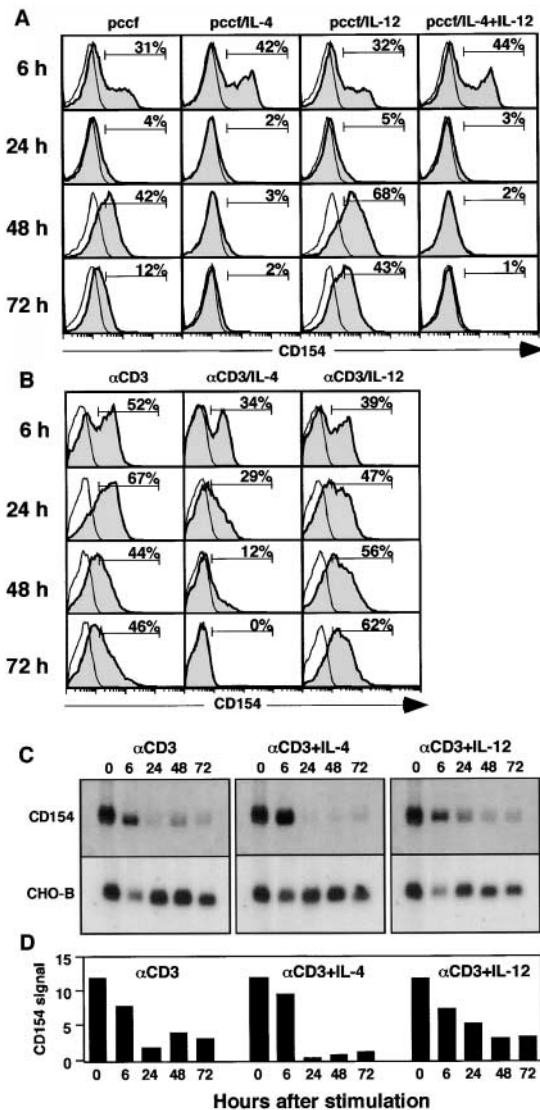 A
pccf pccf/IL-4 pccf/IL-12 pccf/IL-4+IL-12
6 h 31% 42% 32% 44%
24 h 4% 2% 5% 3%
48 h 42% 3% 68% 2%
72 h 12% 2% 43% 1%
CD154
B
αCD3 αCD3/IL-4 αCD3/IL-12
6 h 52% 34% 39%
24 h 67% 29% 47%
48 h 44% 12% 56%
72 h 46% 0% 62%
CD154
C
αCD3 αCD3+IL-4 αCD3+IL-12
0 6 24 48 72 0 6 24 48 72 0 6 24 48 72
CD154
CHO-B
D
CD154 signal
15
10
5
0
αCD3 αCD3+IL-4 αCD3+IL-12
0 6 24 48 72 0 6 24 48 72 0 6 24 48 72
Hours after stimulation